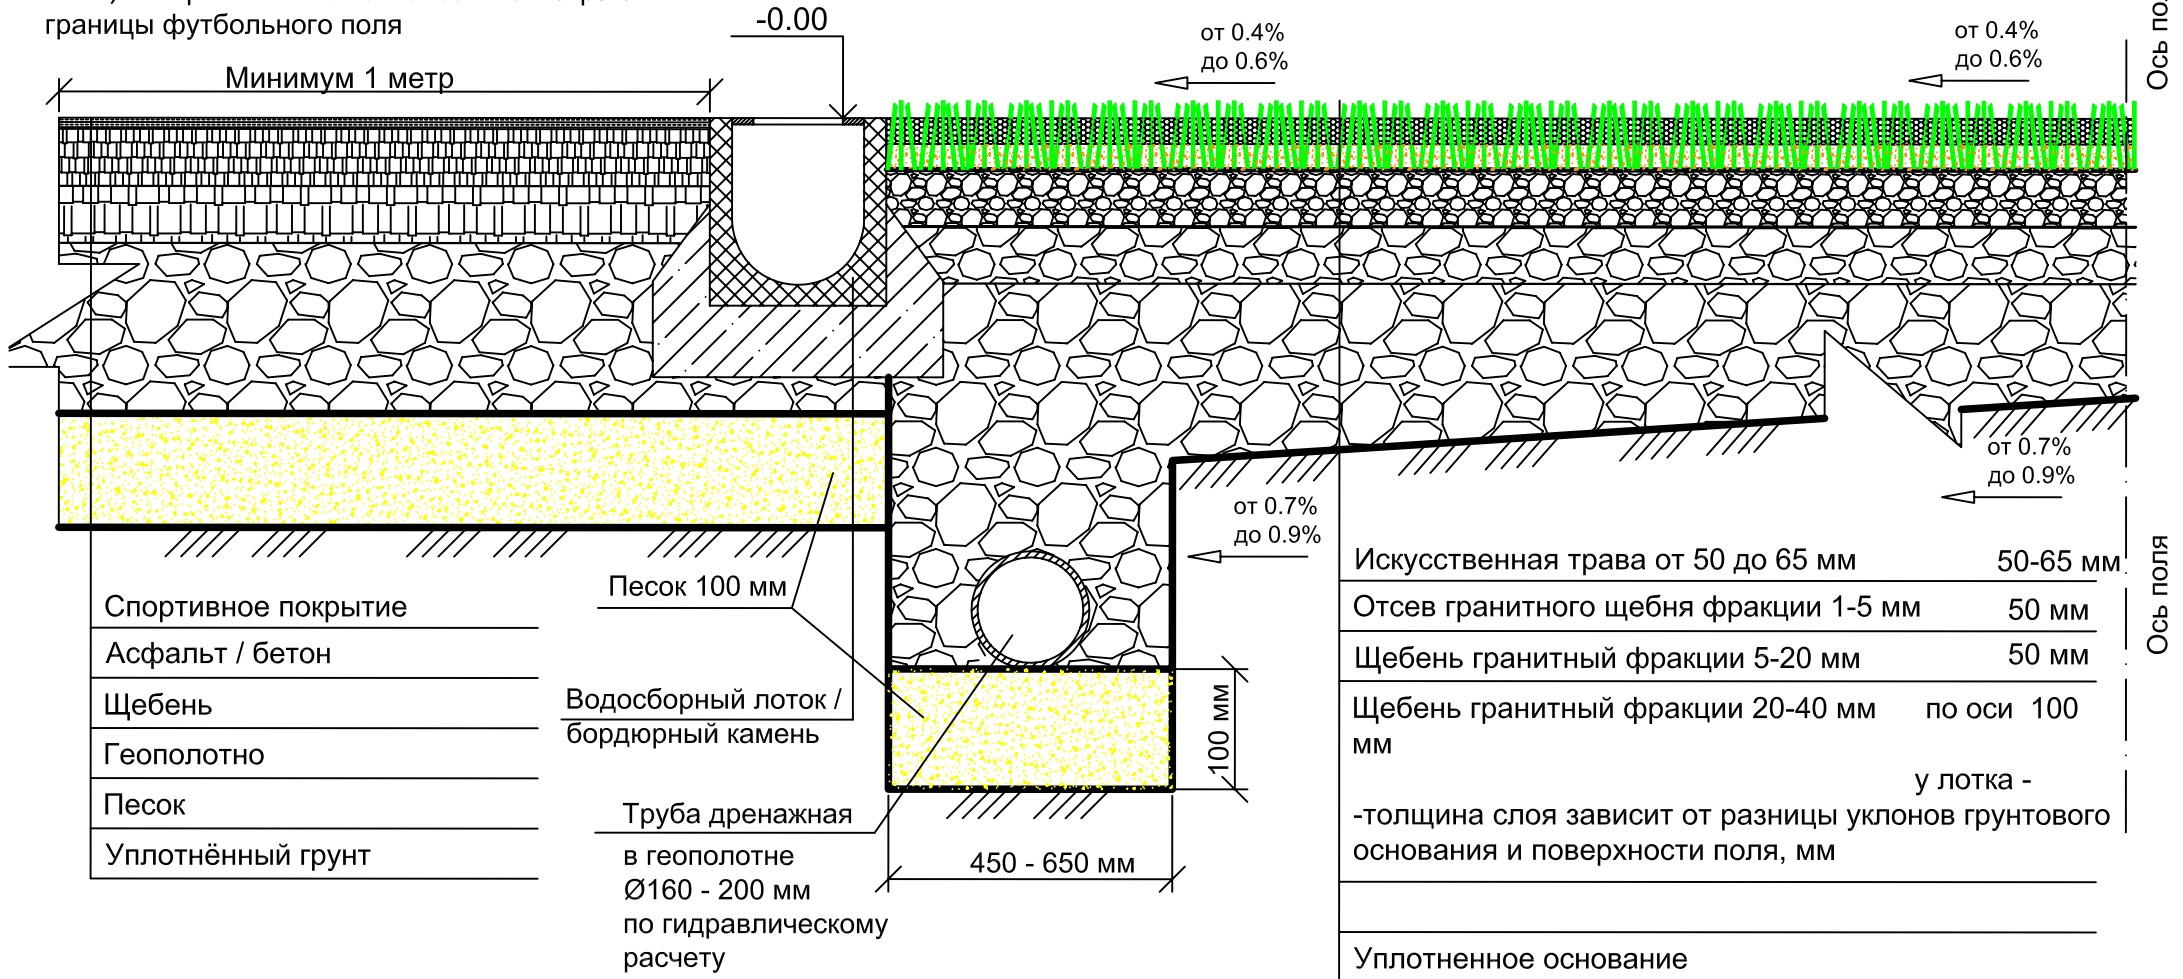 границы футбольного поля
-0.00
от 0.4%
до 0.6%
от 0.4%
до 0.6%
Минимум 1 метр
Ось
от 0.7%
до 0.9%
от 0.7%
до 0.9%
Спортивное покрытие
Асфальт / бетон
Щебень
Геополотно
Песок
Уплотнённый грунт
Песок 100 мм
Водосборный лоток /
бордюрный камень
Труба дренажная
в геополотне
Ø160 - 200 мм
по гидравлическому
расчету
100 мм
450 - 650 мм
Искусственная трава от 50 до 65 мм 50-65 мм
Отсев гранитного щебня фракции 1-5 мм 50 мм
Щебень гранитный фракции 5-20 мм 50 мм
Щебень гранитный фракции 20-40 мм по оси 100
мм
у лотка -
-толщина слоя зависит от разницы уклонов грунтового
основания и поверхности поля, мм
Уплотненное основание
Ось поля